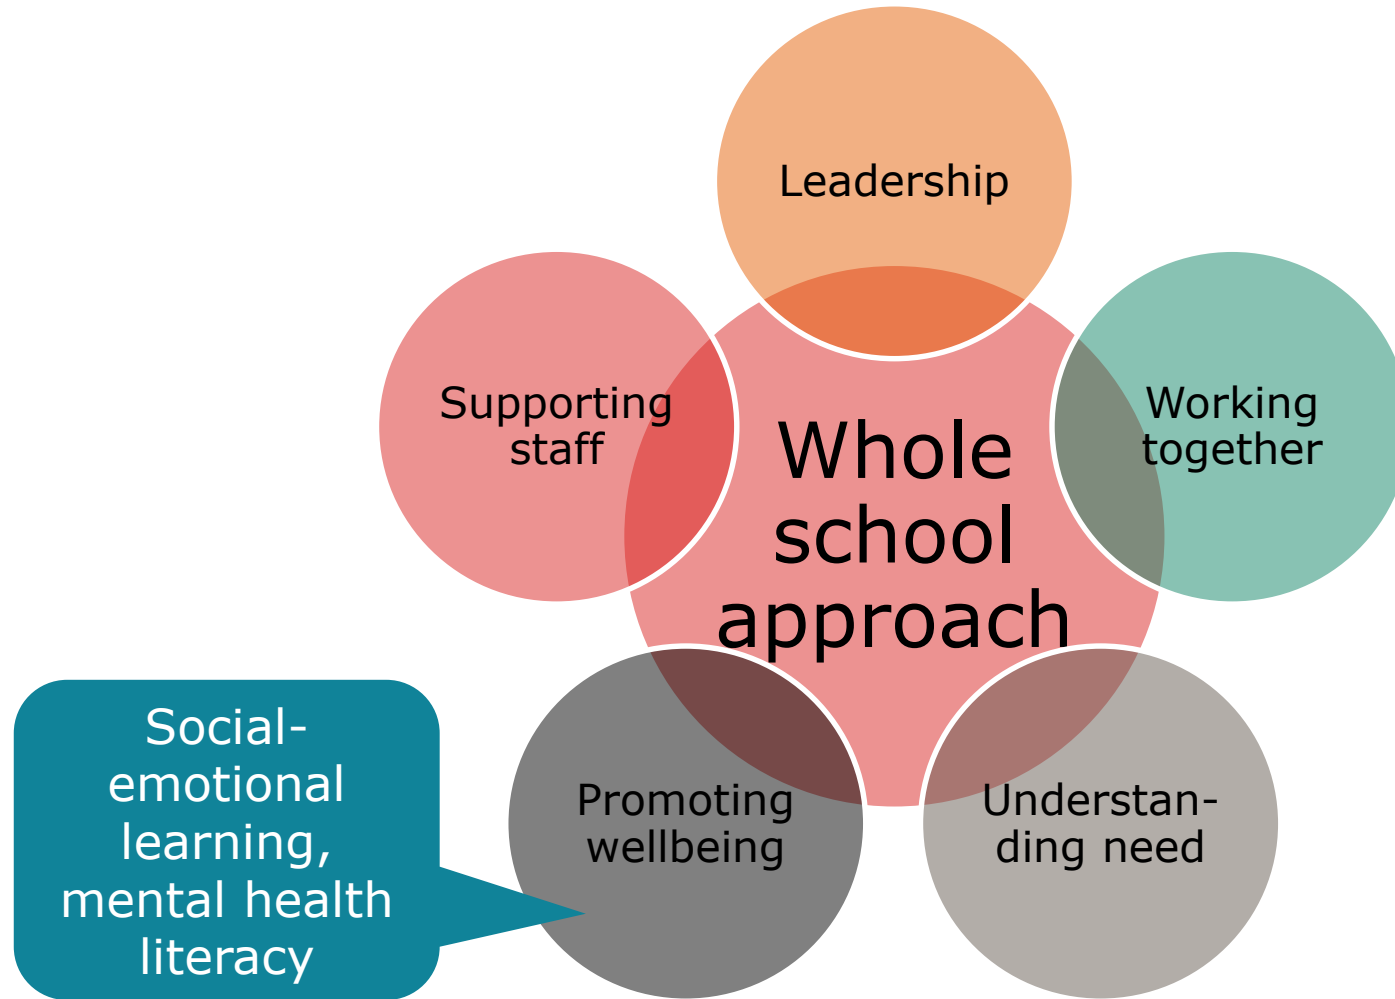 Leadership
Supporting
staff
Working
together
Whole
school
approach
Promoting
wellbeing
Understan-
ding need
Social-
emotional
learning,
mental health
literacy